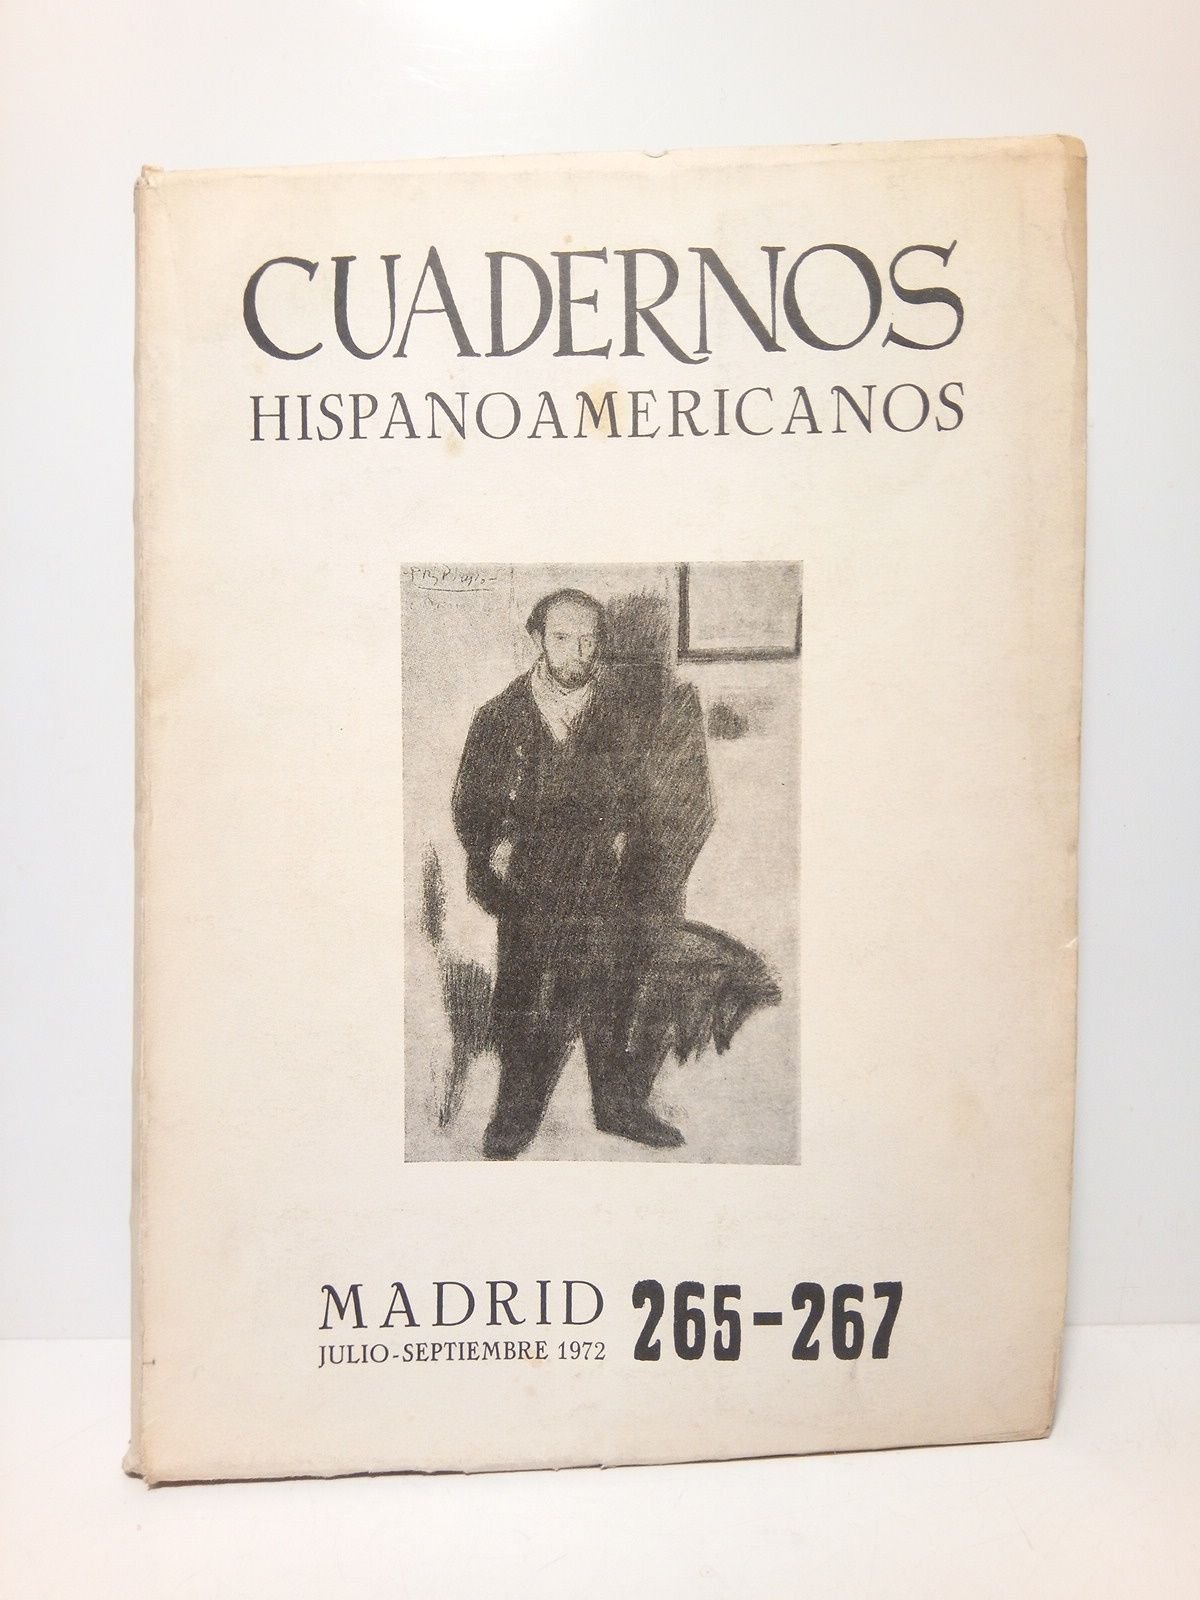 CUADERNOS
HISPANOAMERICANOS
MADRID 265-267
JULIO-SEPTIEMBRE 1972